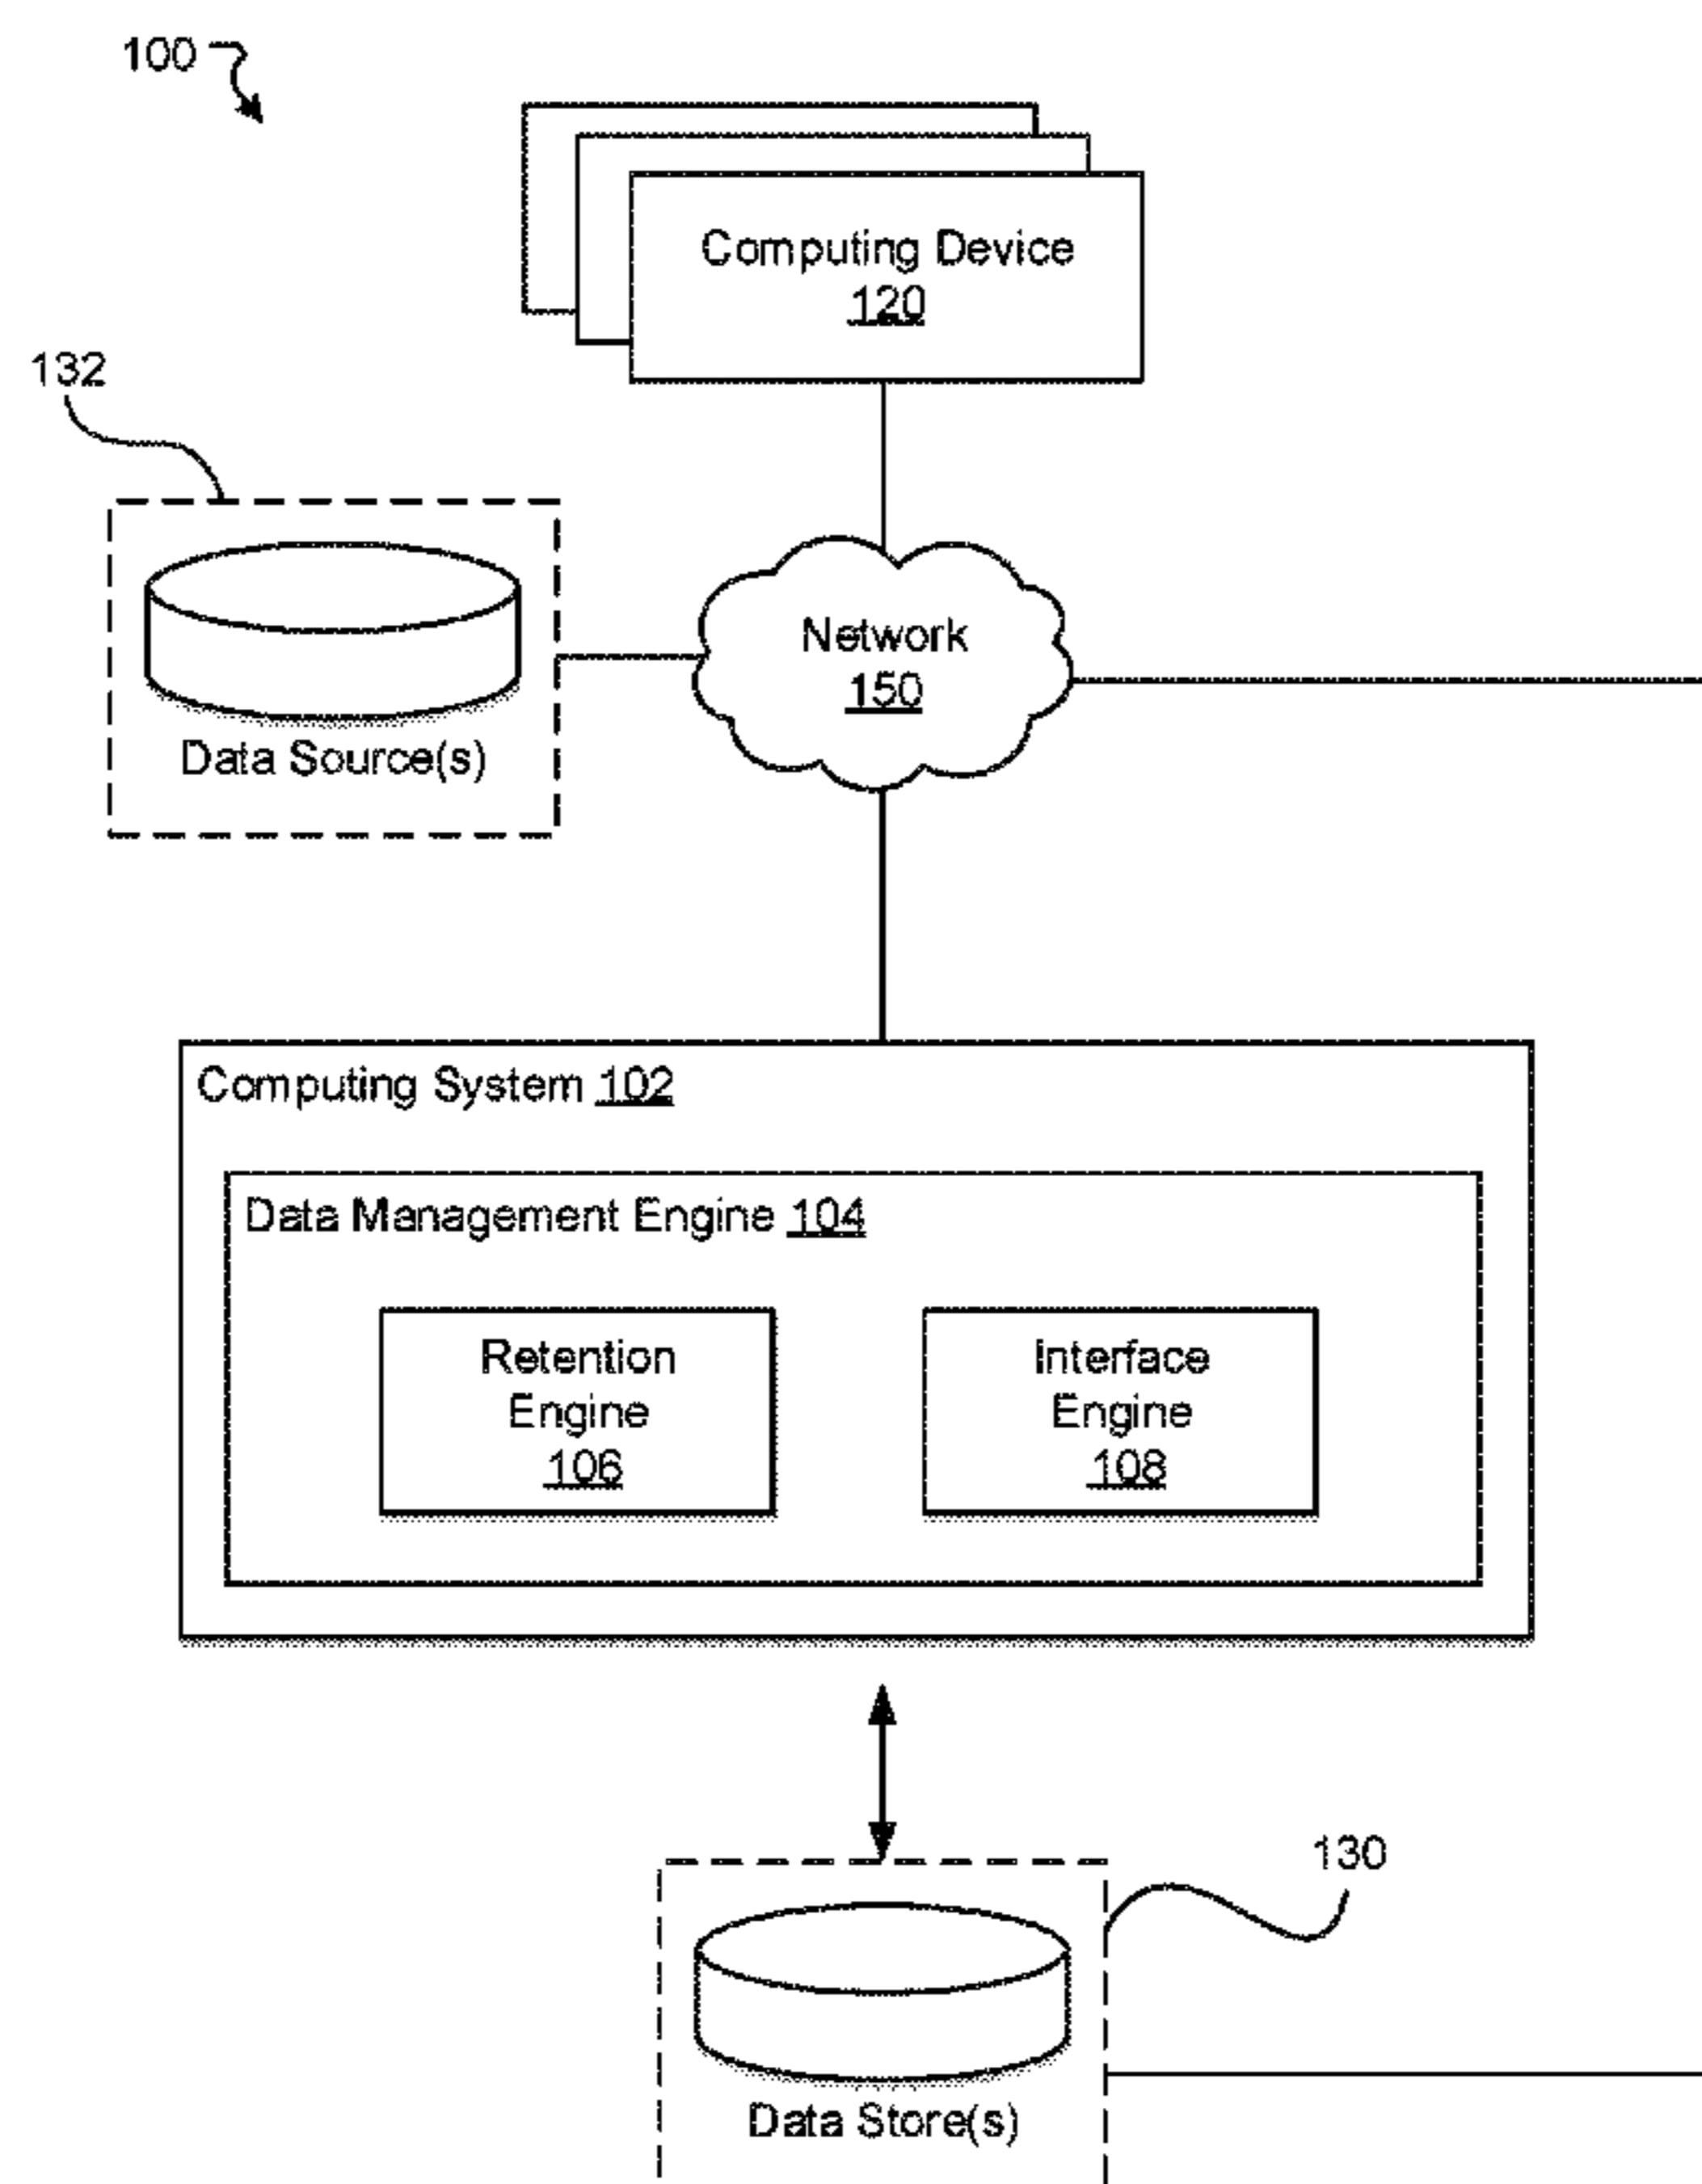 100
Computing Device
120
132
Network
150
Data Source(s)
Computing System 102
Data Management Engine 104
Retention
Engine
106
Interface
Engine
108
130
Data Store(s)